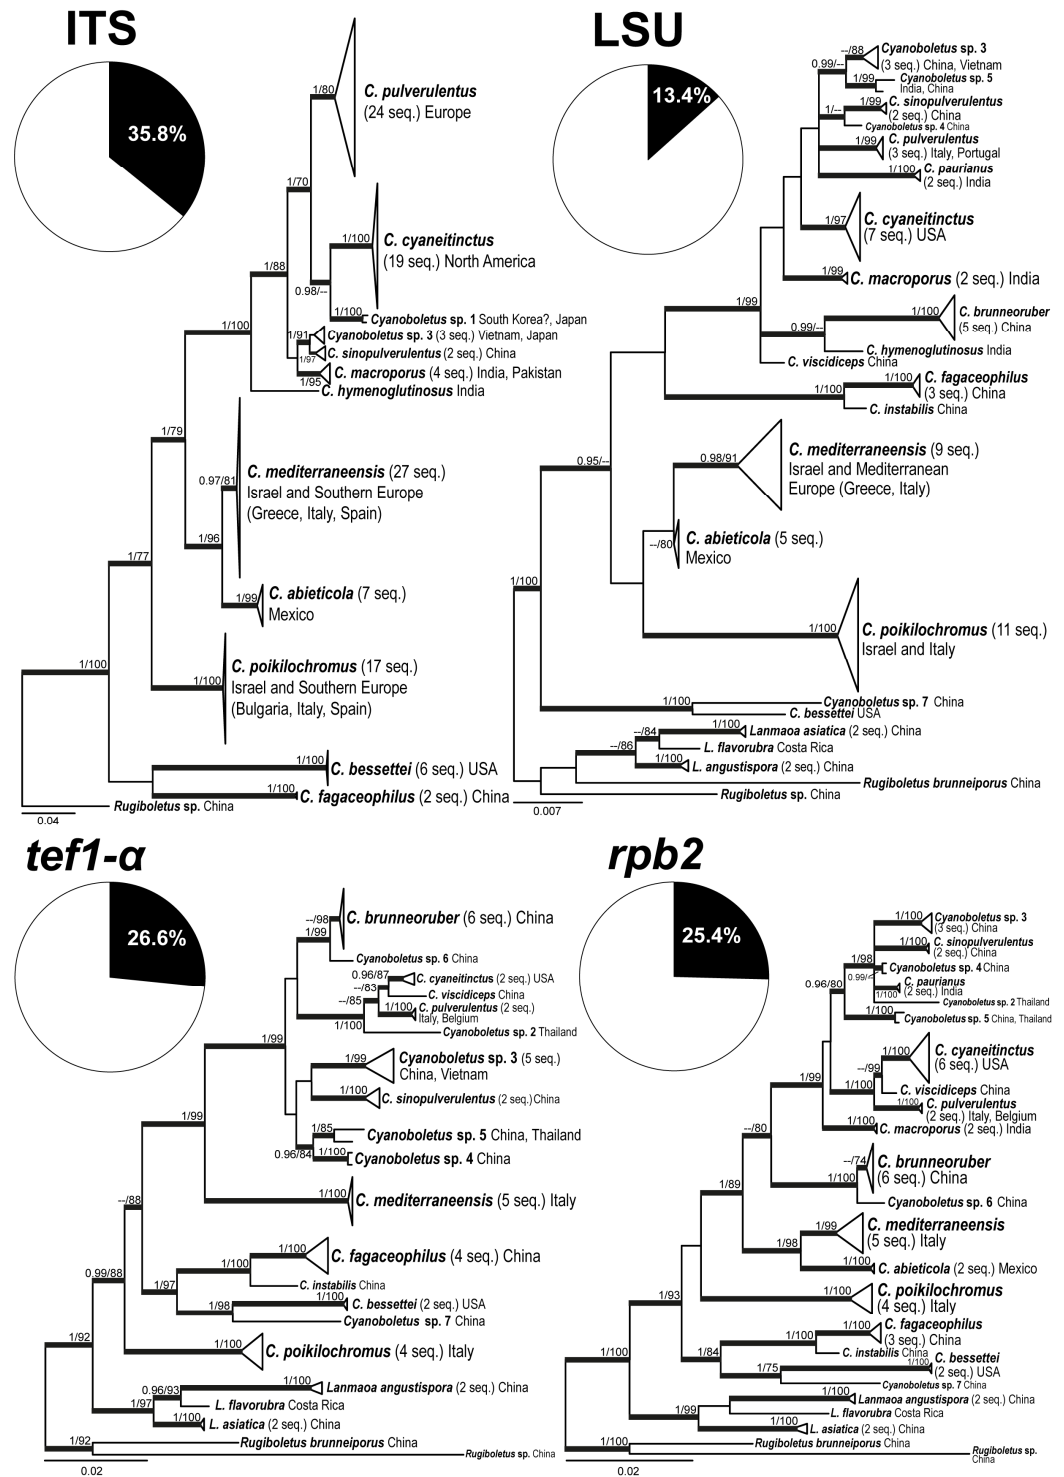 ITS
35.8%
1/80
C. pulverulentus
(24 seq.) Europe
1/70
1/100
C. cyaneitinctus
(19 seq.) North America
1/88
0.98/--
1/100
Cyanoboletus sp. 1 South Korea?, Japan
1/100
1/91
Cyanoboletus sp. 3 (3 seq.) Vietnam, Japan
1/97
C. sinopulverulentus (2 seq.) China
C. macroporus (4 seq.) India, Pakistan
1/95
C. hymenoglutinosus India
1/79
0.97/81
C. mediterraneensis (27 seq.)
Israel and Southern Europe
(Greece, Italy, Spain)
1/96
1/77
1/99
C. abieticola (7 seq.)
Mexico
1/100
1/100
C. poikilochromus (17 seq.)
Israel and Southern Europe
(Bulgaria, Italy, Spain)
1/100
C. bessettei (6 seq.) USA
1/100
C. fagaceophilus (2 seq.) China
Rugiboletus sp. China
0.04
LSU
13.4%
--/88
Cyanoboletus sp. 3
(3 seq.) China, Vietnam
0.99/--
1/99
Cyanoboletus sp. 5
India, China
1/99
C. sinopulverulentus
(2 seq.) China
1/--
Cyanoboletus sp. 4 China
1/99
C. pulverulentus
(3 seq.) Italy, Portugal
1/100
C. paurianus
(2 seq.) India
1/97
C. cyaneitinctus
(7 seq.) USA
1/99
C. macroporus (2 seq.) India
1/99
1/100
C. brunneoruber
(5 seq.) China
0.99/--
C. hymenoglutinosus India
C. viscidiceps China
1/100
C. fagaceophilus
(3 seq.) China
1/100
C. instabilis China
0.95/--
0.98/91
C. mediterraneensis (9 seq.)
Israel and Mediterranean
Europe (Greece, Italy)
--/80
C. abieticola (5 seq.)
Mexico
1/100
1/100
C. poikilochromus (11 seq.)
Israel and Italy
1/100
Cyanoboletus sp. 7 China
C. bessettei USA
1/100
Lanmaoa asiatica (2 seq.) China
--/84
L. flavorubra Costa Rica
--/86
1/100
L. angustispora (2 seq.) China
Rugiboletus brunneiporus China
Rugiboletus sp. China
0.007
tef1-α
26.6%
--/98
C. brunneoruber (6 seq.) China
1/99
Cyanoboletus sp. 6 China
0.96/87
C. cyaneitinctus (2 seq.) USA
--/83
C. viscidiceps China
--/85
1/100
C. pulverulentus (2 seq.)
Italy, Belgium
1/100
Cyanoboletus sp. 2 Thailand
1/99
1/99
Cyanoboletus sp. 3 (5 seq.)
China, Vietnam
1/100
C. sinopulverulentus (2 seq.) China
1/99
1/85
Cyanoboletus sp. 5 China, Thailand
0.96/84
1/100
Cyanoboletus sp. 4 China
1/100
C. mediterraneensis (5 seq.) Italy
--/88
1/100
C. fagaceophilus (4 seq.) China
1/100
C. instabilis China
0.99/88
1/97
1/100
C. bessettei (2 seq.) USA
1/98
Cyanoboletus sp. 7 China
1/92
1/100
C. poikilochromus (4 seq.) Italy
1/100
Lanmaoa angustispora (2 seq.) China
0.96/93
L. flavorubra Costa Rica
1/97
1/100
L. asiatica (2 seq.) China
1/92
Rugiboletus brunneiporus China
Rugiboletus sp. China
0.02
rpb2
25.4%
1/100
Cyanoboletus sp. 3
(3 seq.) China
1/100
C. sinopulverulentus
(2 seq.) China
1/98
Cyanoboletus sp. 4 China
0.99/--
C. paurianus
(2 seq.) India
1/100
0.96/80
Cyanoboletus sp. 2 Thailand
1/100
Cyanoboletus sp. 5 China, Thailand
1/100
C. cyaneitinctus
(6 seq.) USA
--/99
1/99
1/100
C. viscidiceps China
1/100
C. pulverulentus
(2 seq.) Italy, Belgium
1/100
C. macroporus (2 seq.) India
--/80
--/74
C. brunneoruber
(6 seq.) China
1/100
Cyanoboletus sp. 6 China
1/89
1/99
C. mediterraneensis
(5 seq.) Italy
1/98
1/100
C. abieticola (2 seq.) Mexico
1/100
C. poikilochromus
(4 seq.) Italy
1/93
1/100
C. fagaceophilus
(3 seq.) China
1/100
C. instabilis China
1/84
1/100
C. bessettei
(2 seq.) USA
1/75
Cyanoboletus sp. 7 China
1/100
1/100
Lanmaoa angustispora (2 seq.) China
L. flavorubra Costa Rica
1/99
1/100
L. asiatica (2 seq.) China
1/100
Rugiboletus brunneiporus China
Rugiboletus sp.
China
0.02